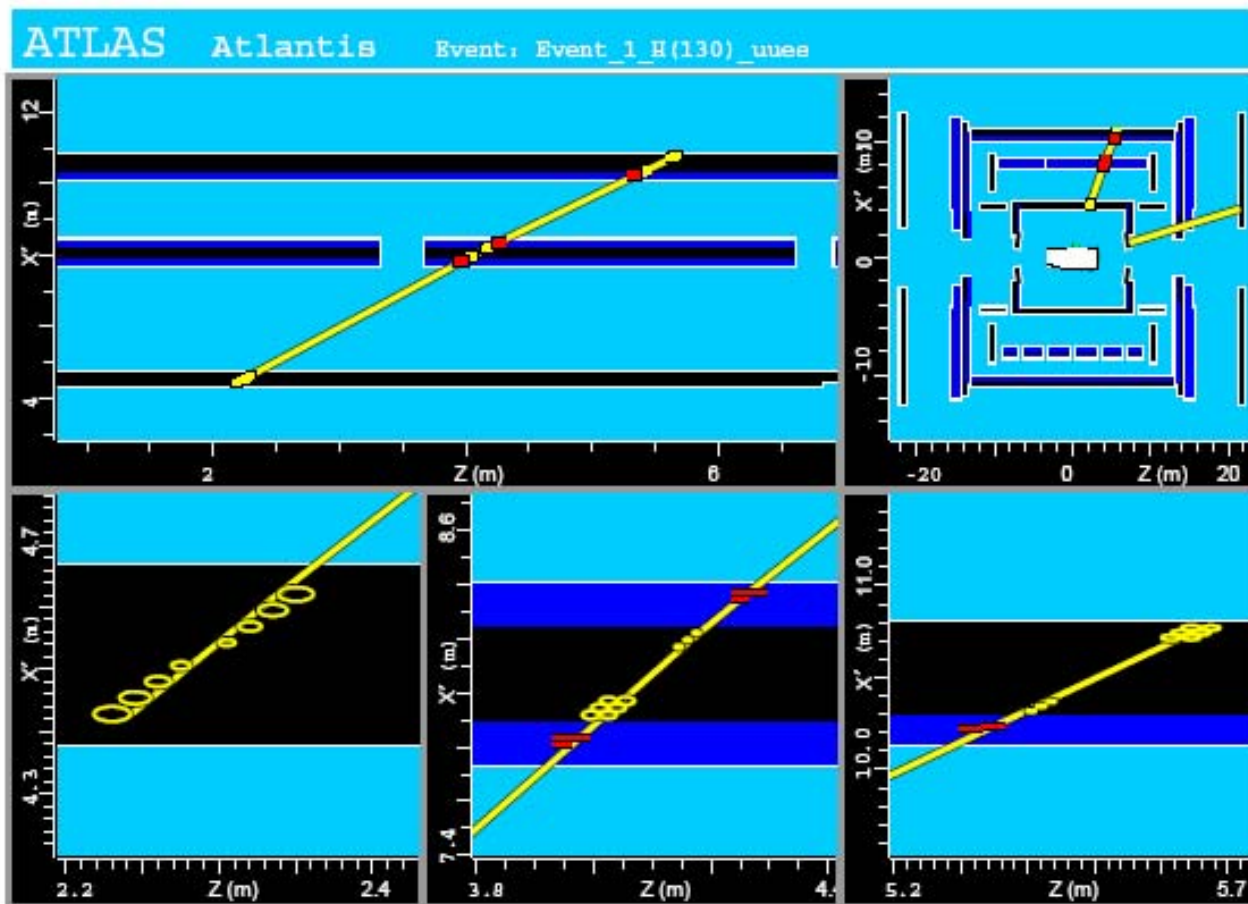 ATLAS Atlantis Event: Event_1_H(130)_uuee
12
X' (m)
4
2 Z (m) 6
10
X' (m)
0
-10
-20 0 Z (m) 20
4.7
X' (m)
4.3
2.2 Z (m) 2.4
8.6
X' (m)
7.4
3.8 Z (m)
11.0
X' (m)
10.0
5.2 Z (m) 5.7